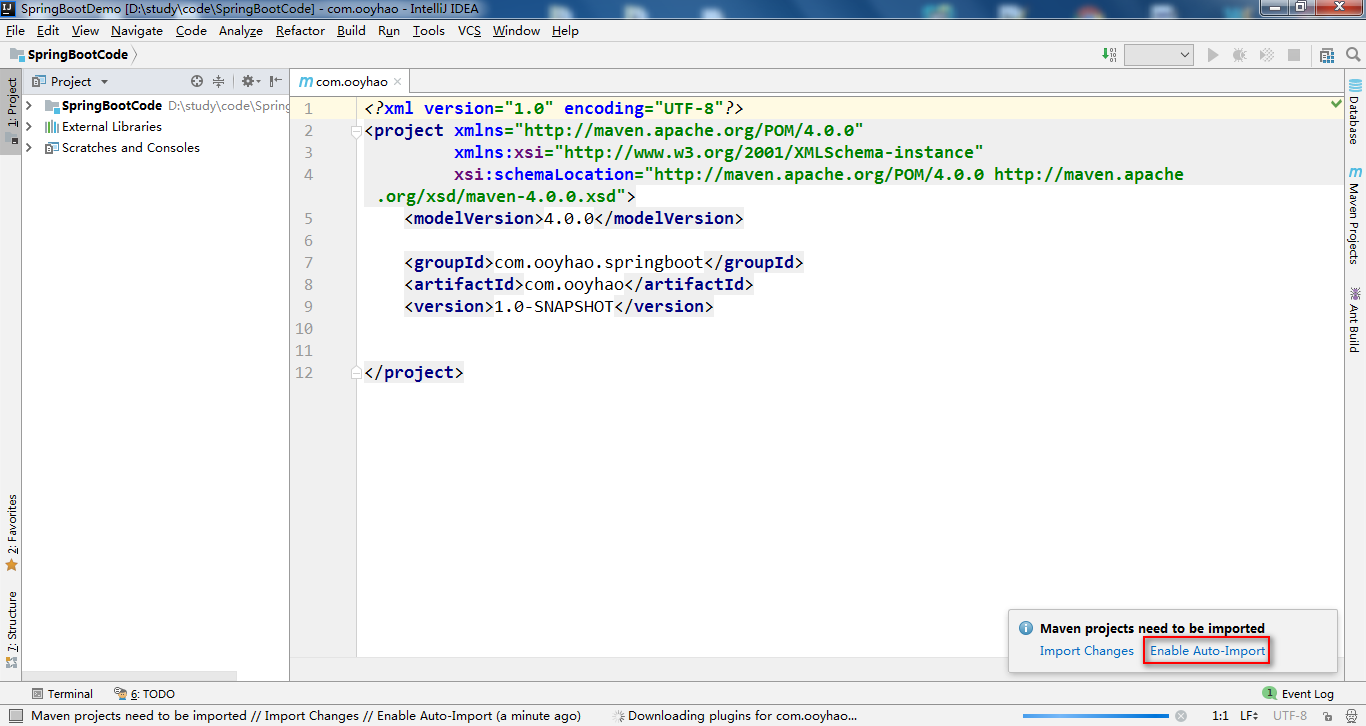 SpringBootDemo [D:\study\code\SpringBootCode] - com.ooyhao - IntelliJ IDEA
File Edit View Navigate Code Analyze Refactor Build Run Tools VCS Window Help
SpringBootCode
Project
m com.ooyhao
1: Project
SpringBootCode D:\study\code\Spring
External Libraries
Scratches and Consoles
2: Favorites
7: Structure
1 <?xml version="1.0" encoding="UTF-8"?>
2 <project xmlns="http://maven.apache.org/POM/4.0.0"
3 xmlns:xsi="http://www.w3.org/2001/XMLSchema-instance"
4 xsi:schemaLocation="http://maven.apache.org/POM/4.0.0 http://maven.apache
.org/xsd/maven-4.0.0.xsd">
5 <modelVersion>4.0.0</modelVersion>
6
7 <groupId>com.ooyhao.springboot</groupId>
8 <artifactId>com.ooyhao</artifactId>
9 <version>1.0-SNAPSHOT</version>
10
11
12 </project>
Database
m Maven Projects
Ant Build
Maven projects need to be imported
Import Changes Enable Auto-Import
Terminal 6: TODO 1 Event Log
Maven projects need to be imported // Import Changes // Enable Auto-Import (a minute ago) Downloading plugins for com.ooyhao... 1:1 LF UTF-8